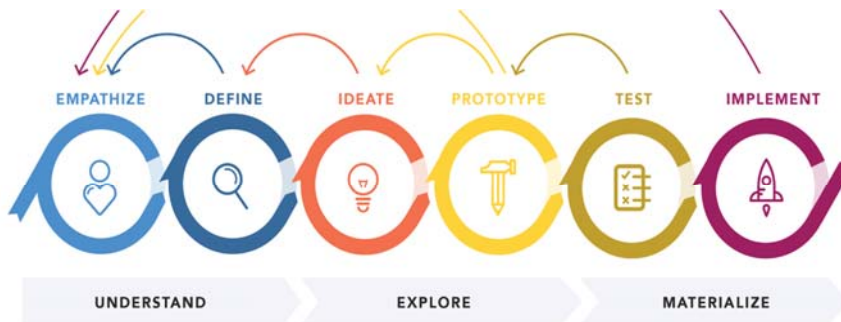 EMPATHIZE
DEFINE
IDEATE
PROTOTYPE
TEST
IMPLEMENT
UNDERSTAND
EXPLORE
MATERIALIZE